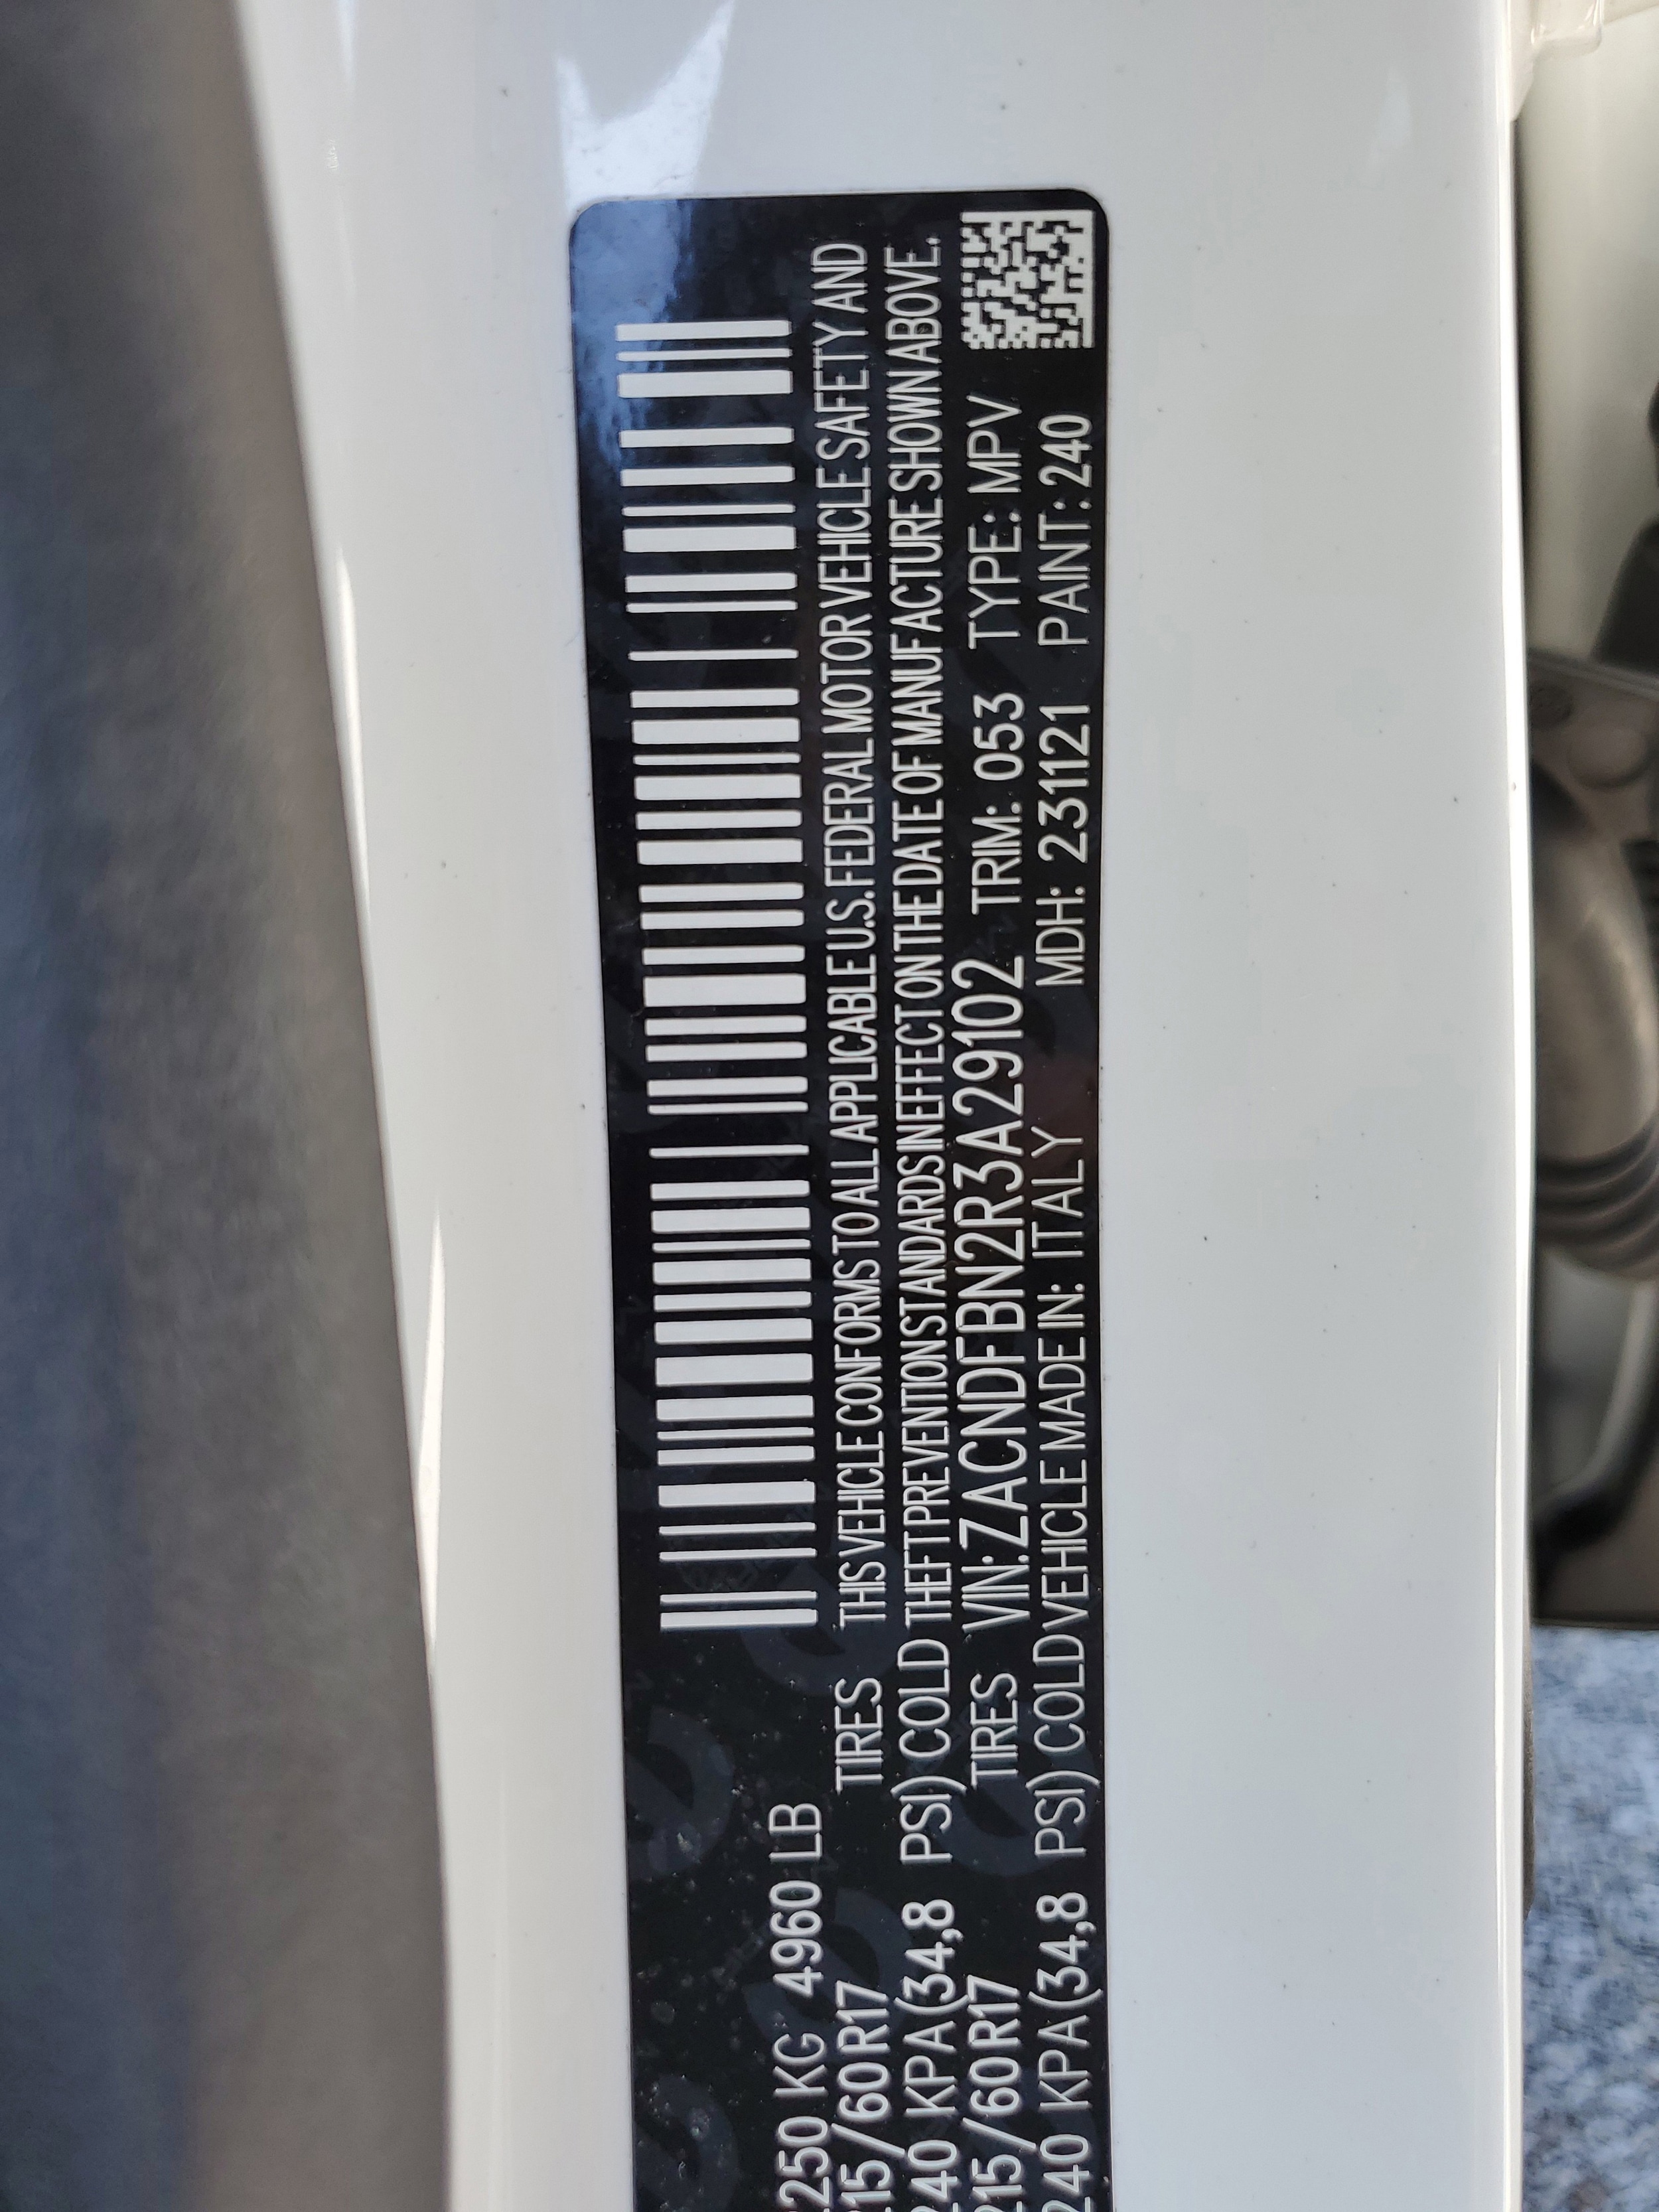 250 KG 4960 LB
15/60R17 TIRES THIS VEHICLE CONFORMS TO ALL APPLICABLE U.S. FEDERAL MOTOR VEHICLE SAFETY AND
240 KPA (34,8 PSI) COLD THEFT PREVENTION STANDARDS IN EFFECT ON THE DATE OF MANUFACTURE SHOWN ABOVE.
215/60R17 TIRES VIN: ZACNDFBN2R3A29102 TRIM: 053 TYPE: MPV
240 KPA (34,8 PSI) COLD VEHICLE MADE IN: ITALY MDH: 231121 PAINT: 240